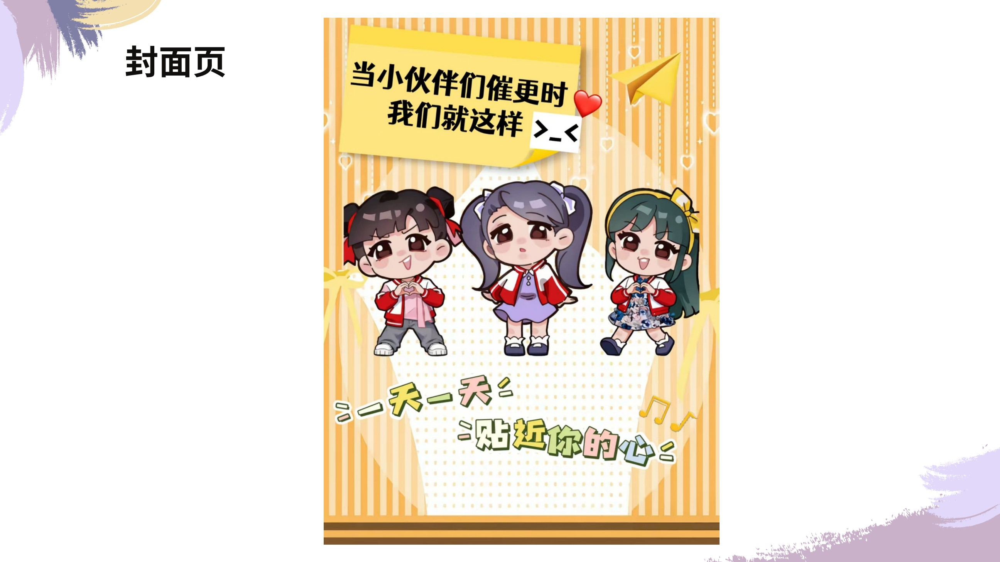 封面页
当小伙伴们催更时
我们就这样 >_<
一天一天
贴近你的心